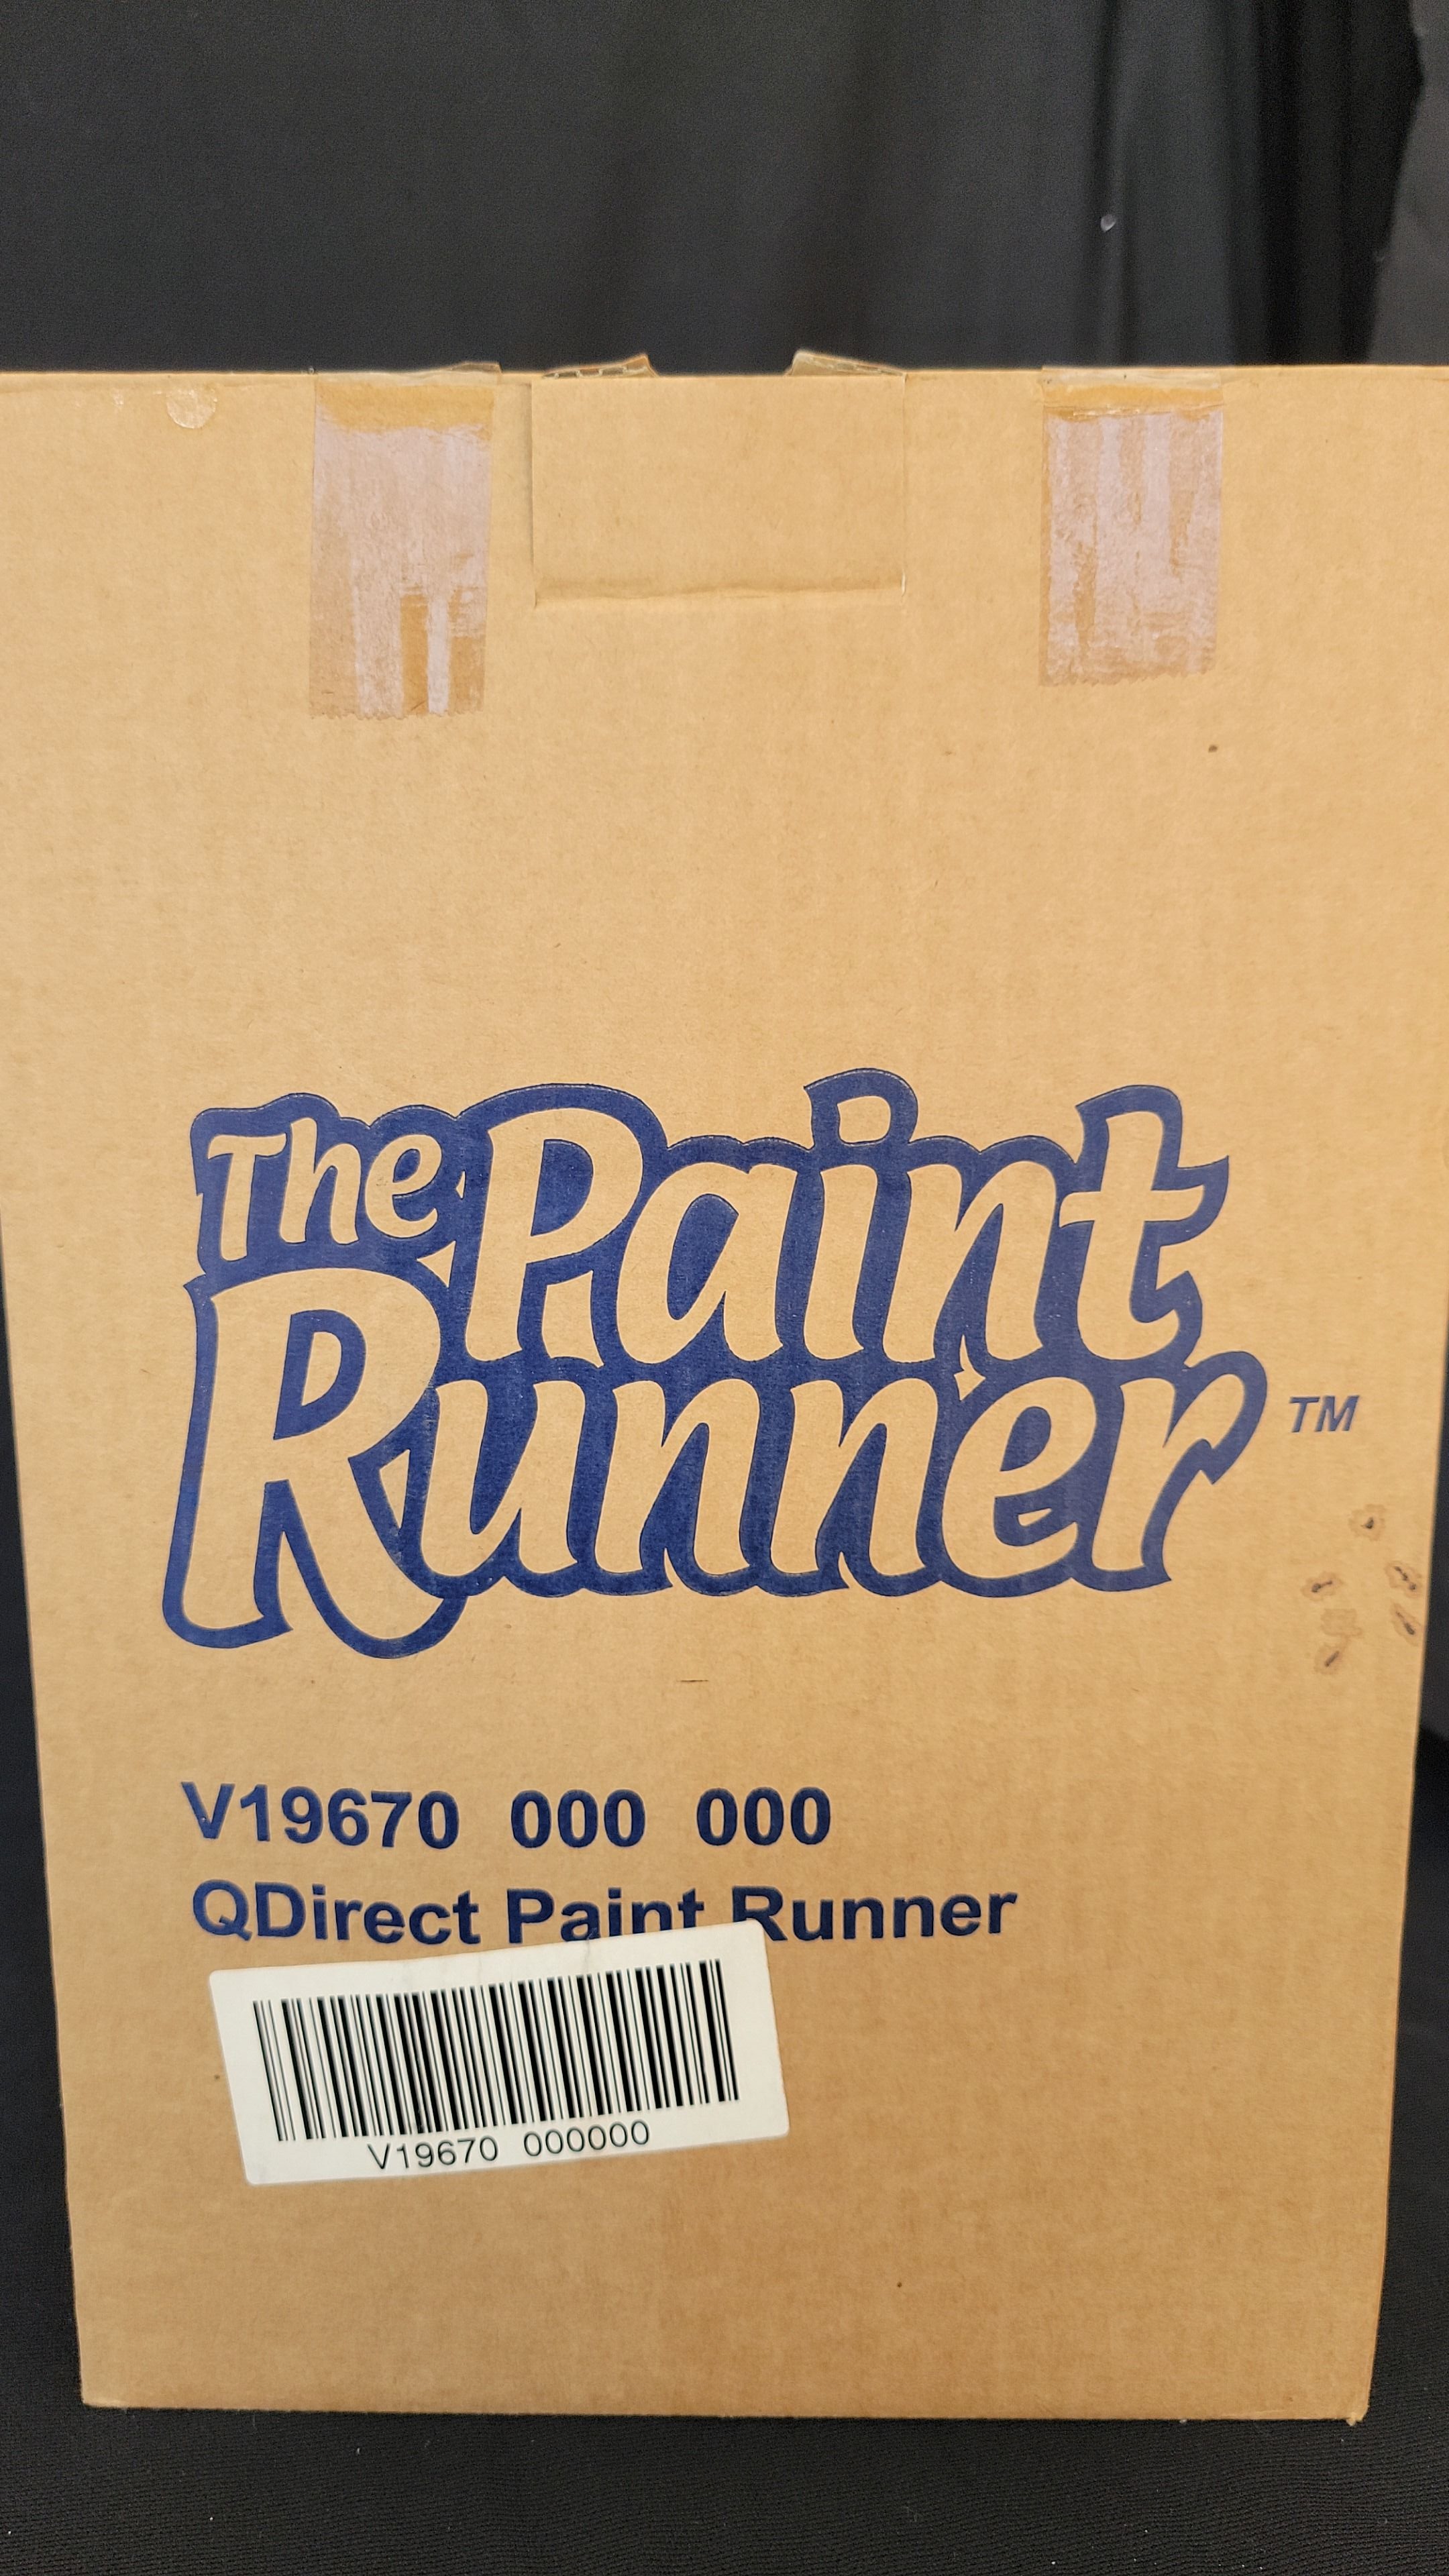 The Paint
Runner TM
V19670 000 000
QDirect Paint Runner
V19670 000000